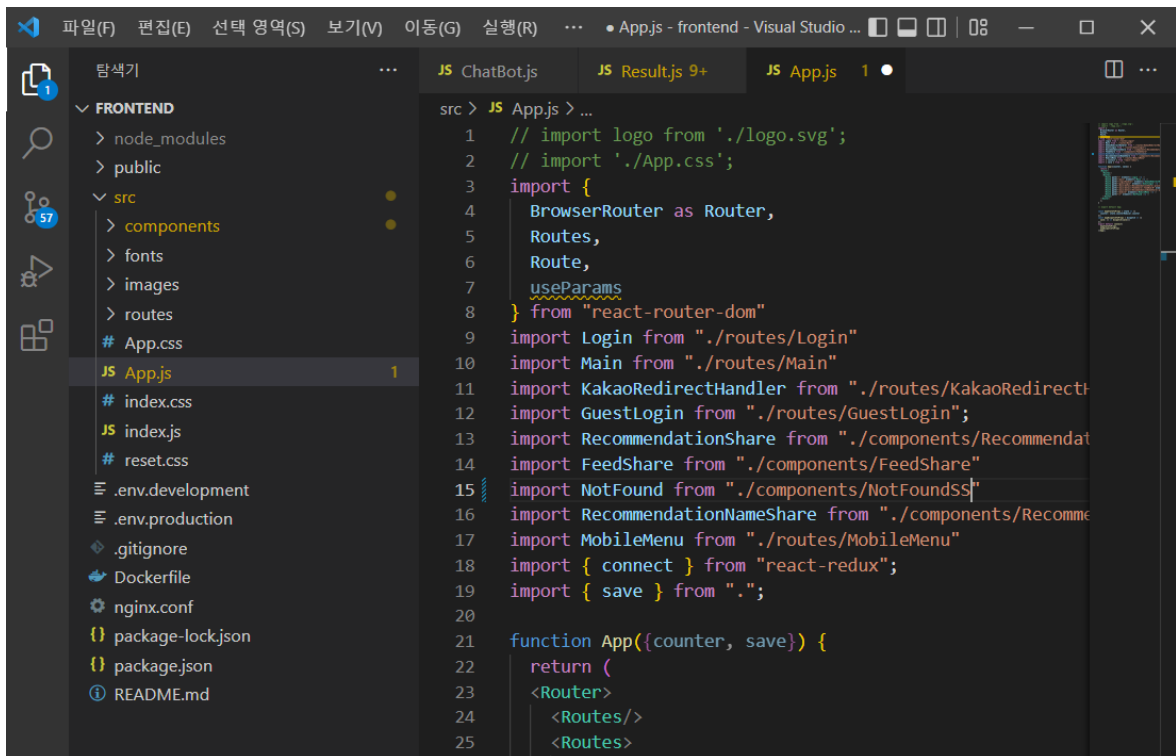 파일(F) 편집(E) 선택 영역(S) 보기(V) 이동(G) 실행(R) ··· ● App.js - frontend - Visual Studio ...
탐색기 ···
FRONTEND
node_modules
public
src
components
fonts
images
routes
# App.css
JS App.js 1
# index.css
JS index.js
# reset.css
.env.development
.env.production
.gitignore
Dockerfile
nginx.conf
{} package-lock.json
{} package.json
README.md
1
57
JS ChatBot.js JS Result.js 9+ JS App.js 1 ●
src > JS App.js > ...
1 // import logo from './logo.svg';
2 // import './App.css';
3 import {
4 BrowserRouter as Router,
5 Routes,
6 Route,
7 useParams
8 } from "react-router-dom"
9 import Login from "./routes/Login"
10 import Main from "./routes/Main"
11 import KakaoRedirectHandler from "./routes/KakaoRedirectH
12 import GuestLogin from "./routes/GuestLogin";
13 import RecommendationShare from "./components/Recommendat
14 import FeedShare from "./components/FeedShare"
15 import NotFound from "./components/NotFoundSS"
16 import RecommendationNameShare from "./components/Recomme
17 import MobileMenu from "./routes/MobileMenu"
18 import { connect } from "react-redux";
19 import { save } from ".";
20
21 function App({counter, save}) {
22 return (
23 <Router>
24 <Routes/>
25 <Routes>